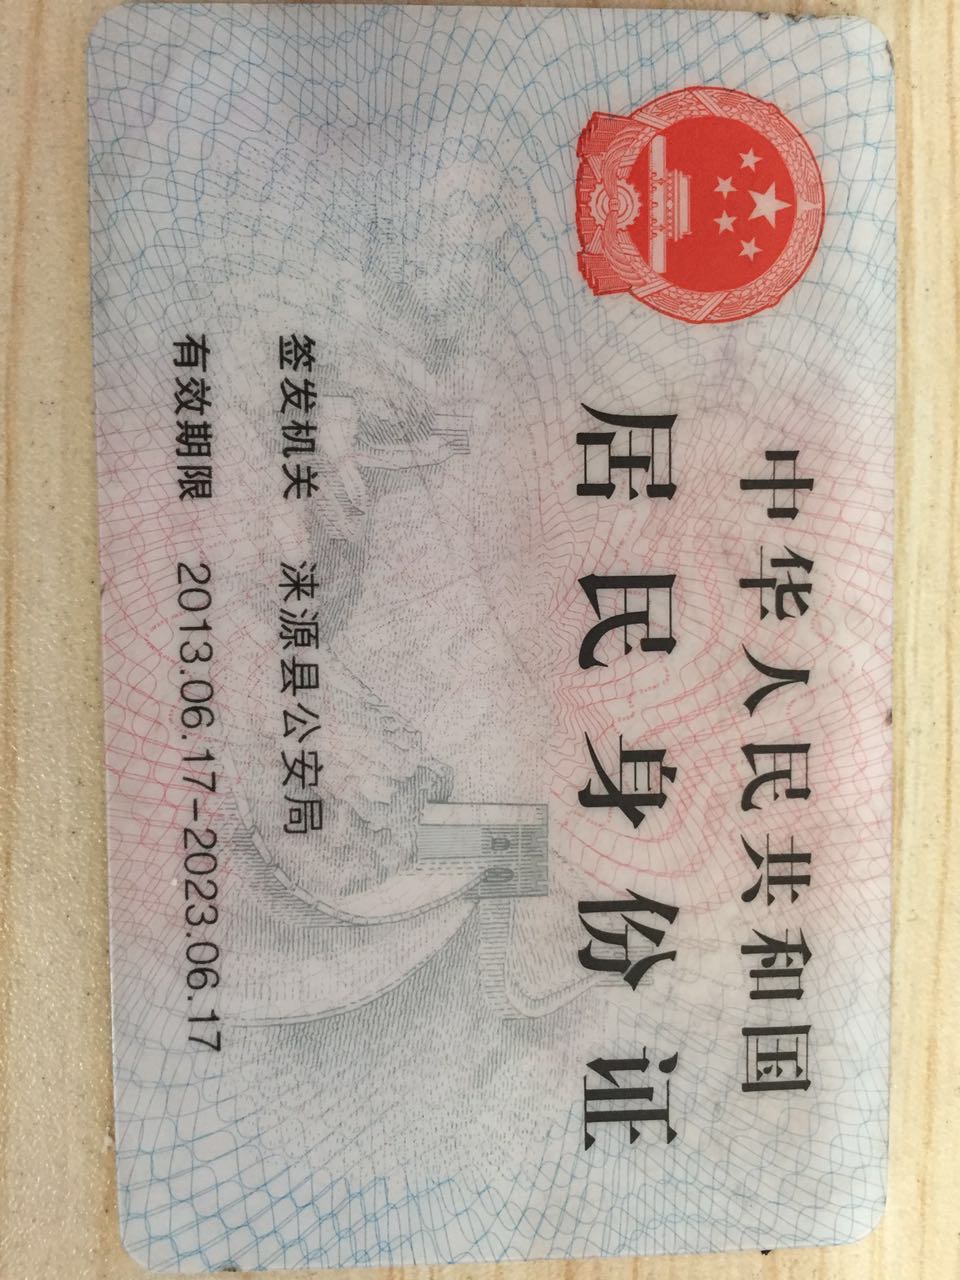 中华人民共和国
居民身份证
签发机关 涞源县公安局
有效期限 2013.06.17-2023.06.17